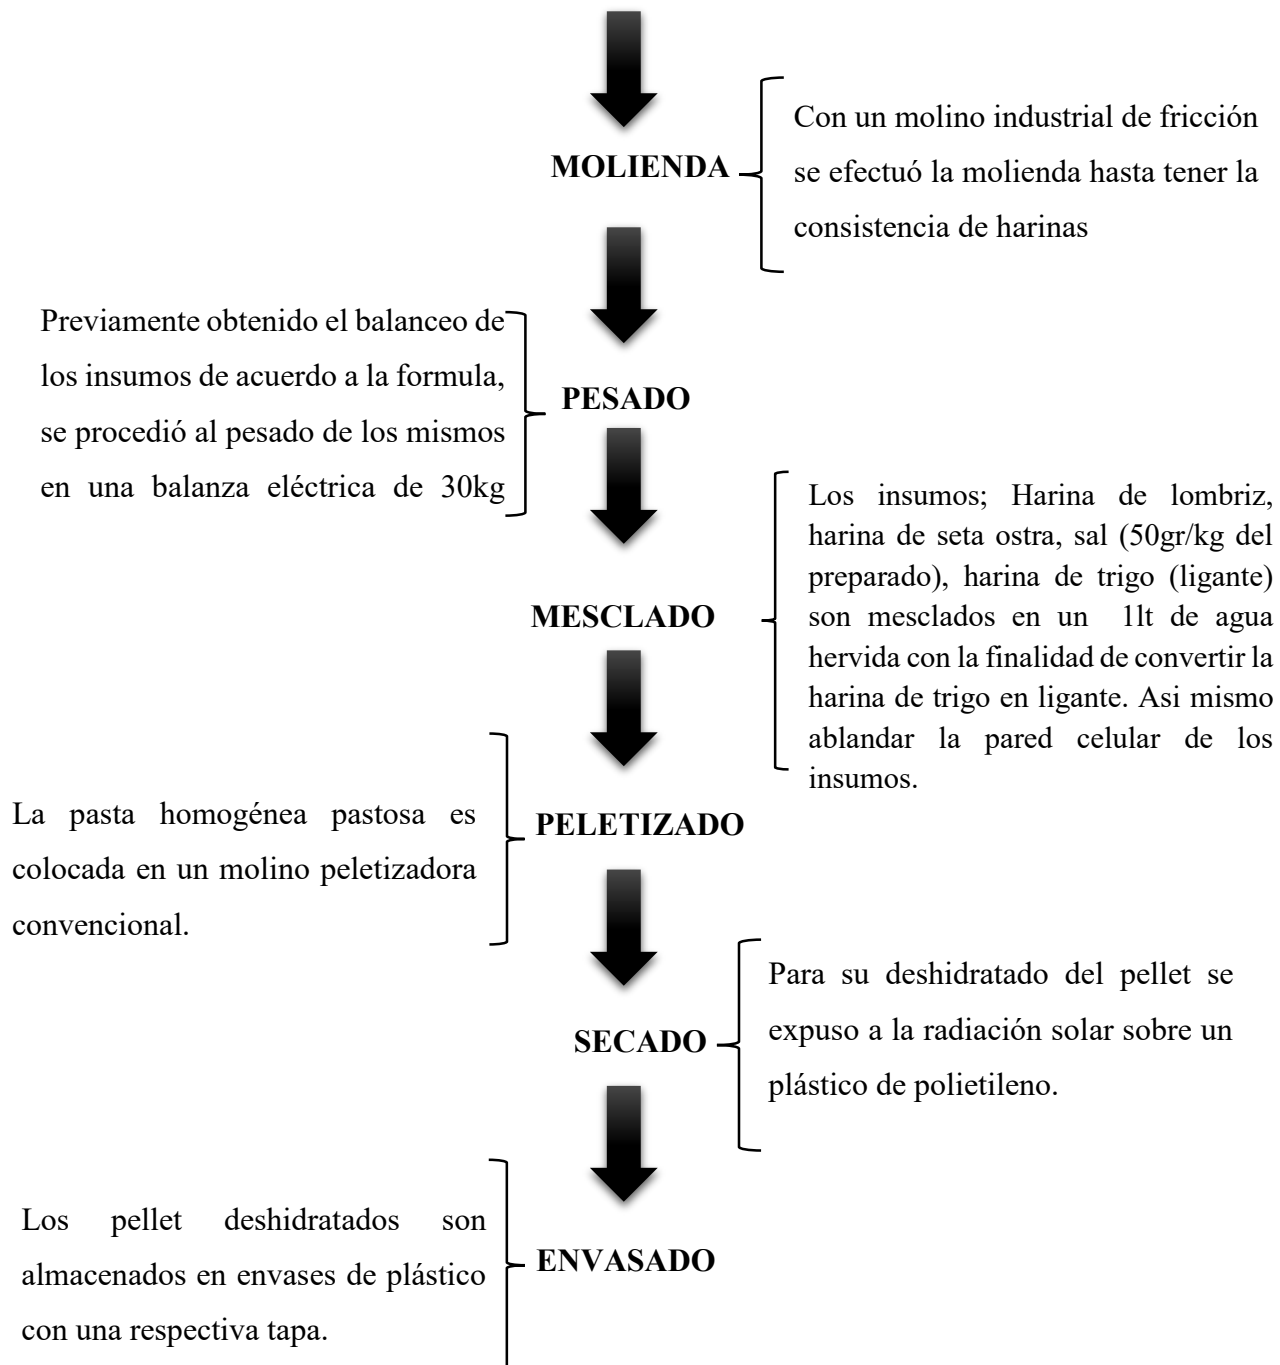 MOLIENDA
Con un molino industrial de fricción
se efectuó la molienda hasta tener la
consistencia de harinas
Previamente obtenido el balanceo de
los insumos de acuerdo a la formula,
se procedió al pesado de los mismos
en una balanza eléctrica de 30kg
PESADO
MESCLADO
Los insumos; Harina de lombriz,
harina de seta ostra, sal (50gr/kg del
preparado), harina de trigo (ligante)
son mesclados en un 1lt de agua
hervida con la finalidad de convertir la
harina de trigo en ligante. Asi mismo
ablandar la pared celular de los
insumos.
La pasta homogénea pastosa es
colocada en un molino peletizadora
convencional.
PELETIZADO
SECADO
Para su deshidratado del pellet se
expuso a la radiación solar sobre un
plástico de polietileno.
Los pellet deshidratados son
almacenados en envases de plástico
con una respectiva tapa.
ENVASADO